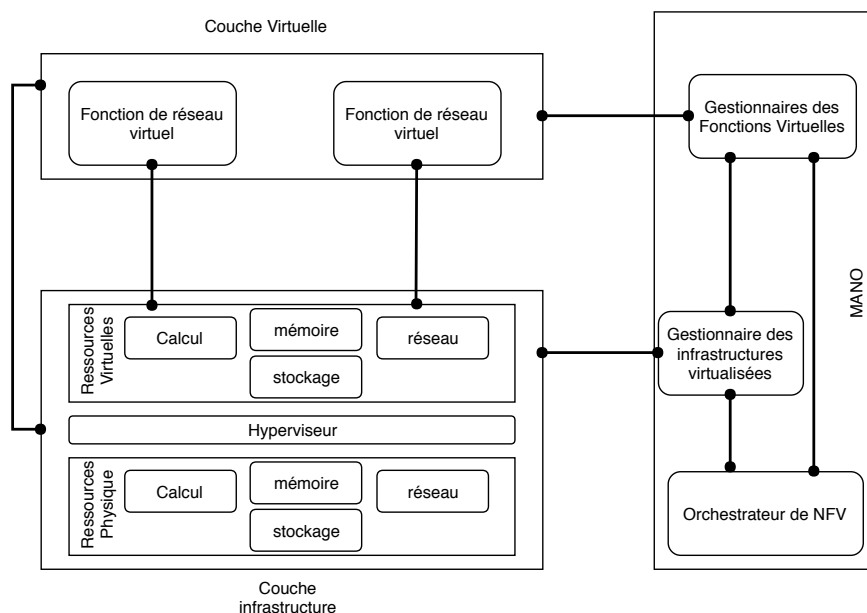 Couche Virtuelle
Fonction de réseau
virtuel
Fonction de réseau
virtuel
Gestionnaires des
Fonctions Virtuelles
MANO
Ressources
Virtuelles
Calcul
mémoire
stockage
réseau
Gestionnaire des
infrastructures
virtualisées
Hyperviseur
Ressources
Physique
Calcul
mémoire
stockage
réseau
Orchestrateur de NFV
Couche
infrastructure